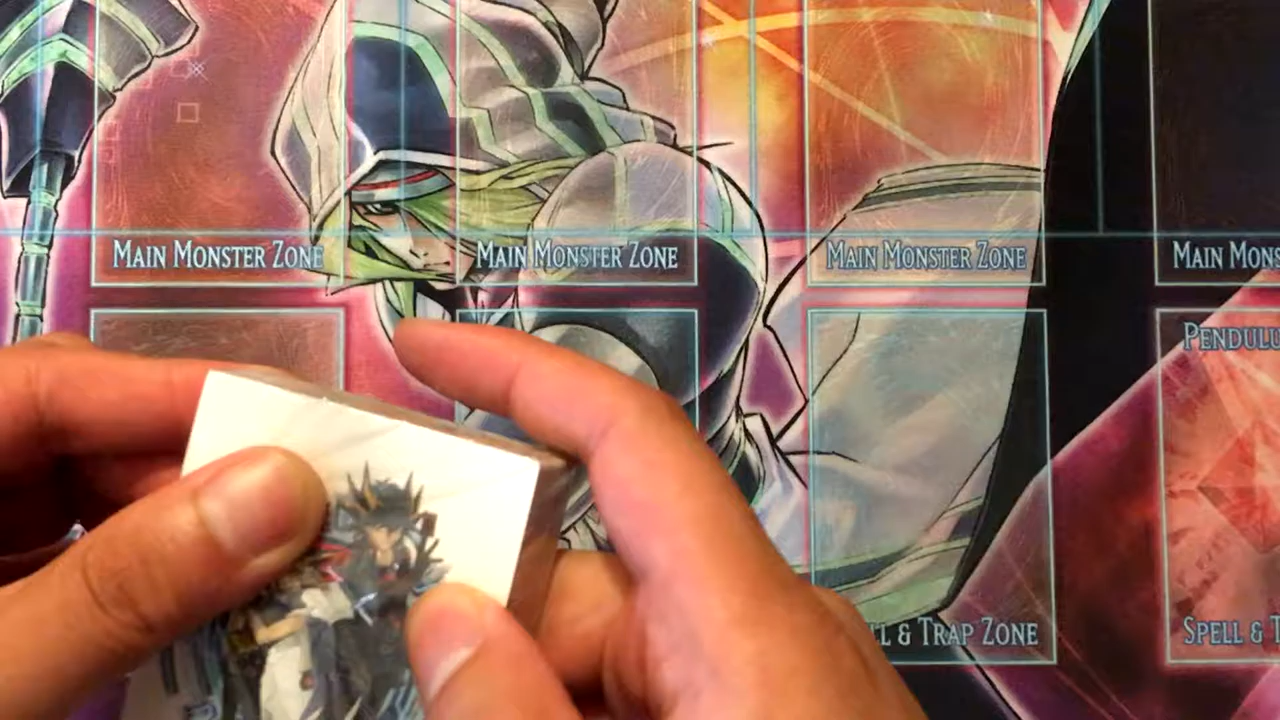 MAIN MONSTER ZONE
MAIN MONSTER ZONE
MAIN MONSTER ZONE
MAIN MONS
PENDULU
LL & TRAP ZONE
SPELL & T